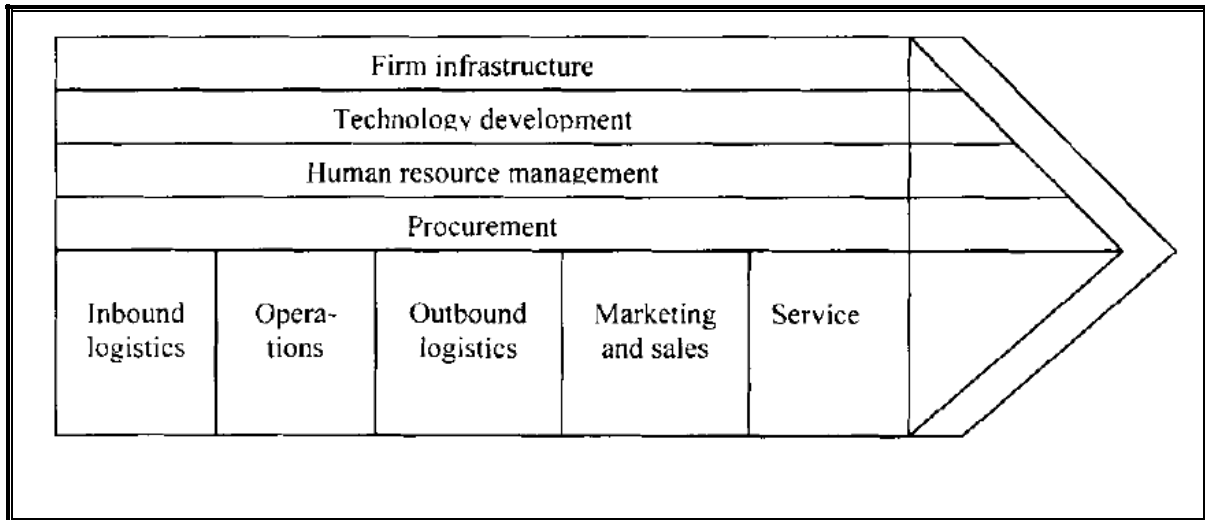 Firm infrastructure
Technology development
Human resource management
Procurement
Inbound
logistics
Opera-
tions
Outbound
logistics
Marketing
and sales
Service